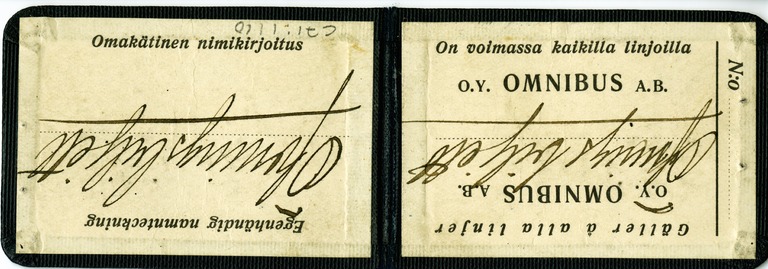 Omakätinen nimikirjoitus
Egenhändig namnteckning
On voimassa kaikilla linjoilla
O.Y. OMNIBUS A.B.
N:o
O.Y. OMNIBUS A.B.
Gäller å alla linjer